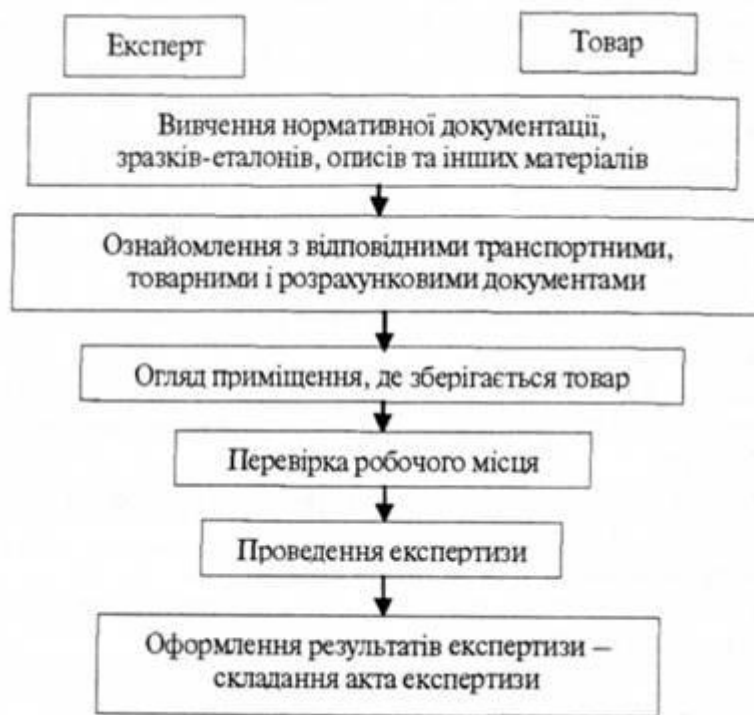 Експерт
Товар
Вивчення нормативної документації,
зразків-еталонів, описів та інших матеріалів
Ознайомлення з відповідними транспортними,
товарними і розрахунковими документами
Огляд приміщення, де зберігається товар
Перевірка робочого місця
Проведення експертизи
Оформлення результатів експертизи –
складання акта експертизи